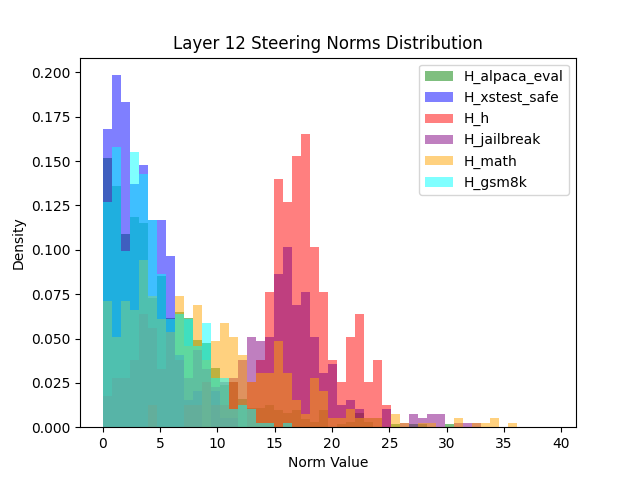 Layer 12 Steering Norms Distribution
H_alpaca_eval
H_xstest_safe
H_h
H_jailbreak
H_math
H_gsm8k
0.200
0.175
0.150
0.125
0.100
0.075
0.050
0.025
0.000
Density
0 5 10 15 20 25 30 35 40
Norm Value